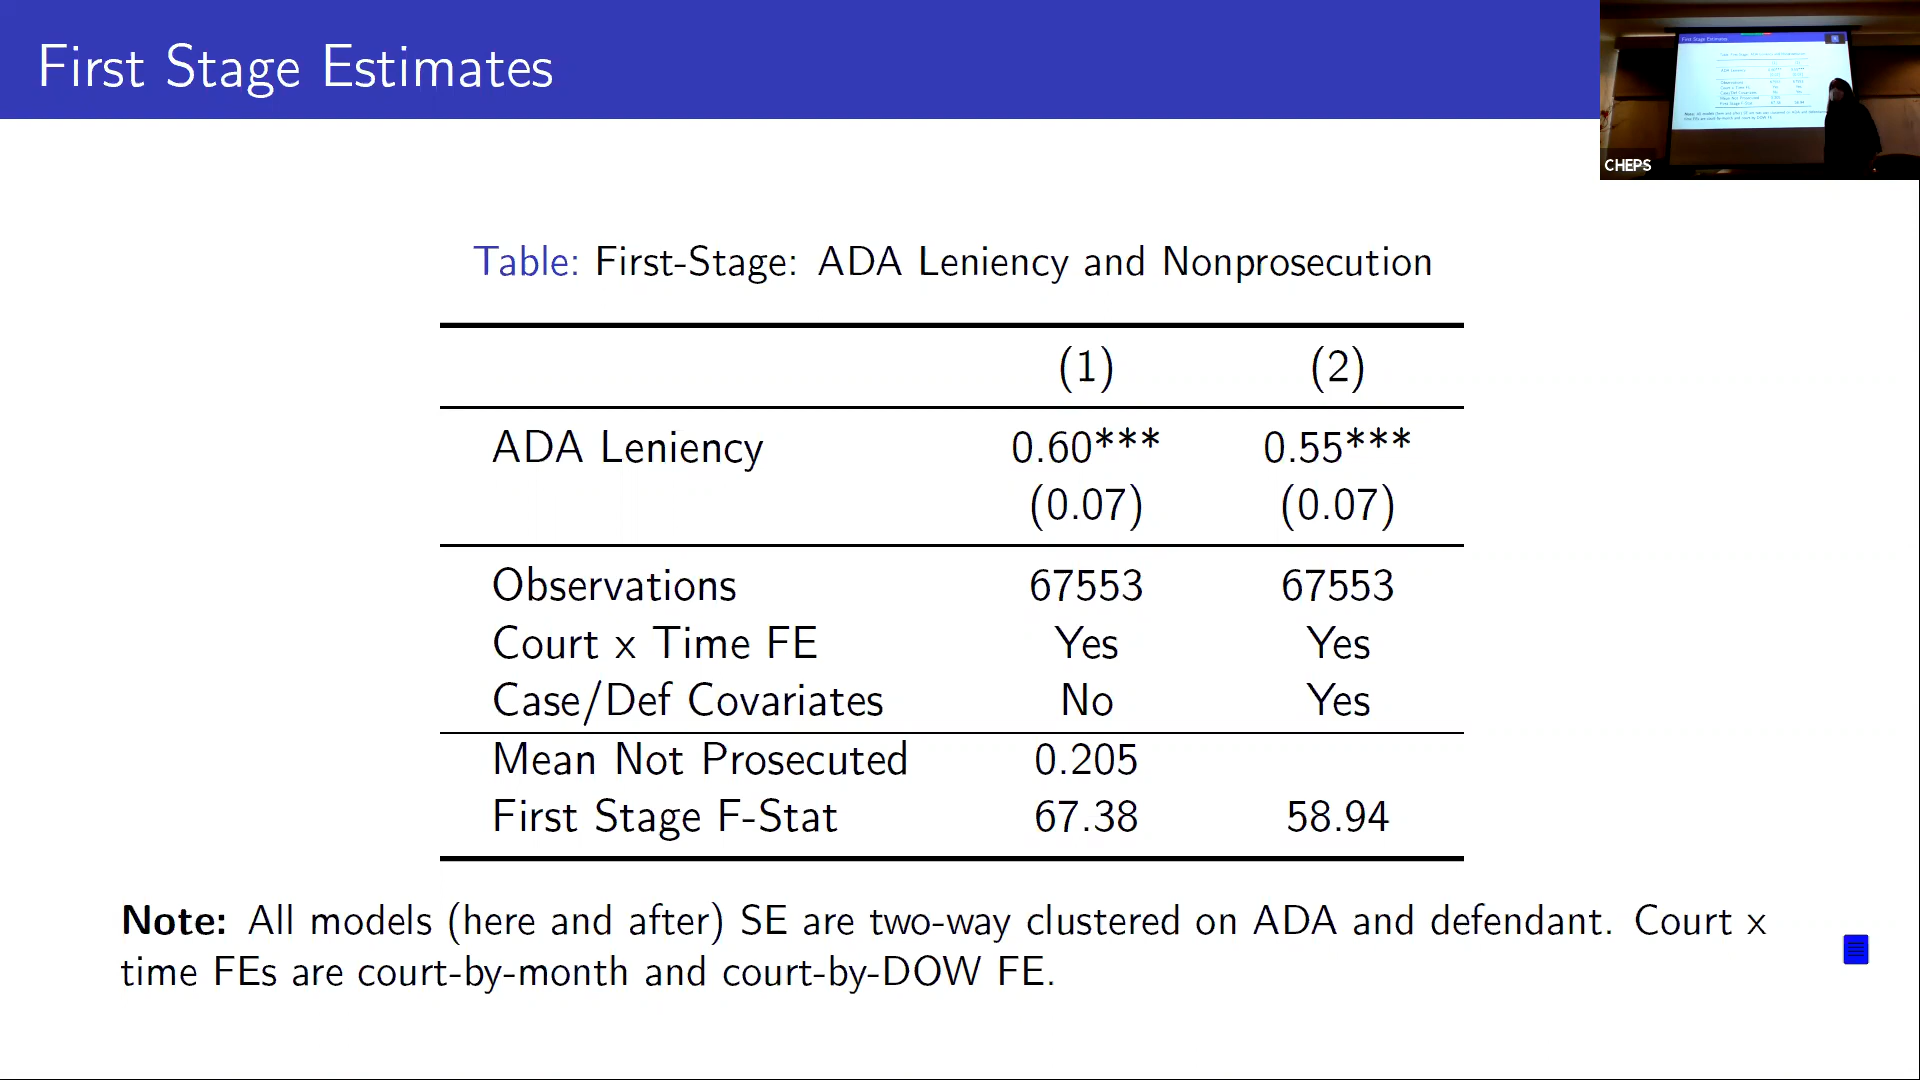 First Stage Estimates
CHEPS
Table: First-Stage: ADA Leniency and Nonprosecution
(1) (2)
ADA Leniency 0.60*** 0.55***
(0.07) (0.07)
Observations 67553 67553
Court x Time FE Yes Yes
Case/Def Covariates No Yes
Mean Not Prosecuted 0.205
First Stage F-Stat 67.38 58.94
Note: All models (here and after) SE are two-way clustered on ADA and defendant. Court x
time FEs are court-by-month and court-by-DOW FE.